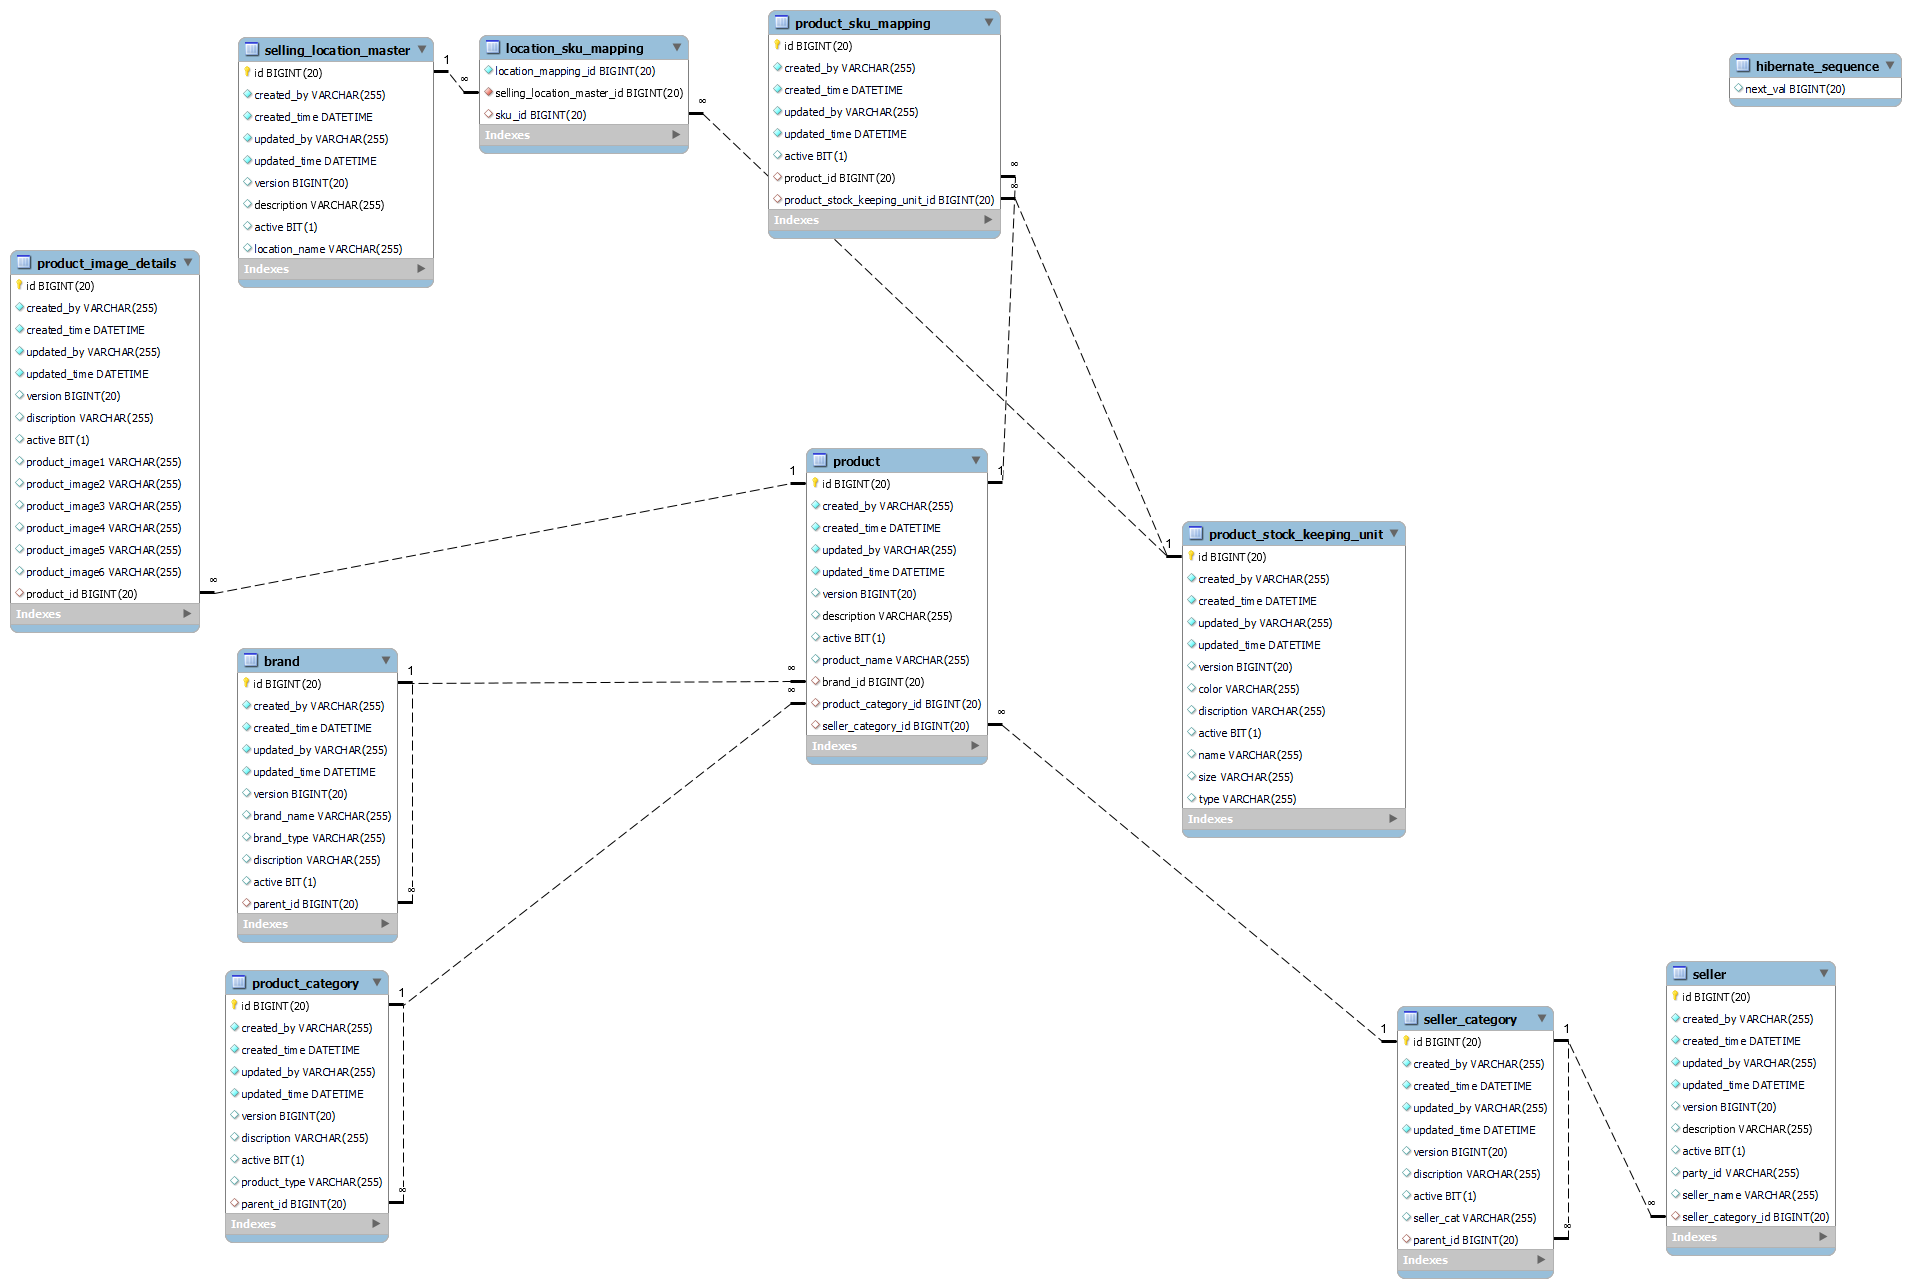 selling_location_master
id BIGINT(20)
created_by VARCHAR(255)
created_time DATETIME
updated_by VARCHAR(255)
updated_time DATETIME
version BIGINT(20)
description VARCHAR(255)
active BIT(1)
location_name VARCHAR(255)
Indexes
1
∞
location_sku_mapping
location_mapping_id BIGINT(20)
selling_location_master_id BIGINT(20)
sku_id BIGINT(20)
Indexes
∞
product_sku_mapping
id BIGINT(20)
created_by VARCHAR(255)
created_time DATETIME
updated_by VARCHAR(255)
updated_time DATETIME
active BIT(1)
product_id BIGINT(20)
product_stock_keeping_unit_id BIGINT(20)
Indexes
∞
∞
hibernate_sequence
next_val BIGINT(20)
product_image_details
id BIGINT(20)
created_by VARCHAR(255)
created_time DATETIME
updated_by VARCHAR(255)
updated_time DATETIME
version BIGINT(20)
discription VARCHAR(255)
active BIT(1)
product_image1 VARCHAR(255)
product_image2 VARCHAR(255)
product_image3 VARCHAR(255)
product_image4 VARCHAR(255)
product_image5 VARCHAR(255)
product_image6 VARCHAR(255)
product_id BIGINT(20)
Indexes
∞
1
product
id BIGINT(20)
created_by VARCHAR(255)
created_time DATETIME
updated_by VARCHAR(255)
updated_time DATETIME
version BIGINT(20)
description VARCHAR(255)
active BIT(1)
product_name VARCHAR(255)
brand_id BIGINT(20)
product_category_id BIGINT(20)
seller_category_id BIGINT(20)
Indexes
1
∞
∞
∞
1
product_stock_keeping_unit
id BIGINT(20)
created_by VARCHAR(255)
created_time DATETIME
updated_by VARCHAR(255)
updated_time DATETIME
version BIGINT(20)
color VARCHAR(255)
discription VARCHAR(255)
active BIT(1)
name VARCHAR(255)
size VARCHAR(255)
type VARCHAR(255)
Indexes
brand
id BIGINT(20)
created_by VARCHAR(255)
created_time DATETIME
updated_by VARCHAR(255)
updated_time DATETIME
version BIGINT(20)
brand_name VARCHAR(255)
brand_type VARCHAR(255)
discription VARCHAR(255)
active BIT(1)
parent_id BIGINT(20)
Indexes
1
∞
product_category
id BIGINT(20)
created_by VARCHAR(255)
created_time DATETIME
updated_by VARCHAR(255)
updated_time DATETIME
version BIGINT(20)
discription VARCHAR(255)
active BIT(1)
product_type VARCHAR(255)
parent_id BIGINT(20)
Indexes
1
∞
1
seller_category
id BIGINT(20)
created_by VARCHAR(255)
created_time DATETIME
updated_by VARCHAR(255)
updated_time DATETIME
version BIGINT(20)
discription VARCHAR(255)
active BIT(1)
seller_cat VARCHAR(255)
parent_id BIGINT(20)
Indexes
1
∞
∞
seller
id BIGINT(20)
created_by VARCHAR(255)
created_time DATETIME
updated_by VARCHAR(255)
updated_time DATETIME
version BIGINT(20)
description VARCHAR(255)
active BIT(1)
party_id VARCHAR(255)
seller_name VARCHAR(255)
seller_category_id BIGINT(20)
Indexes